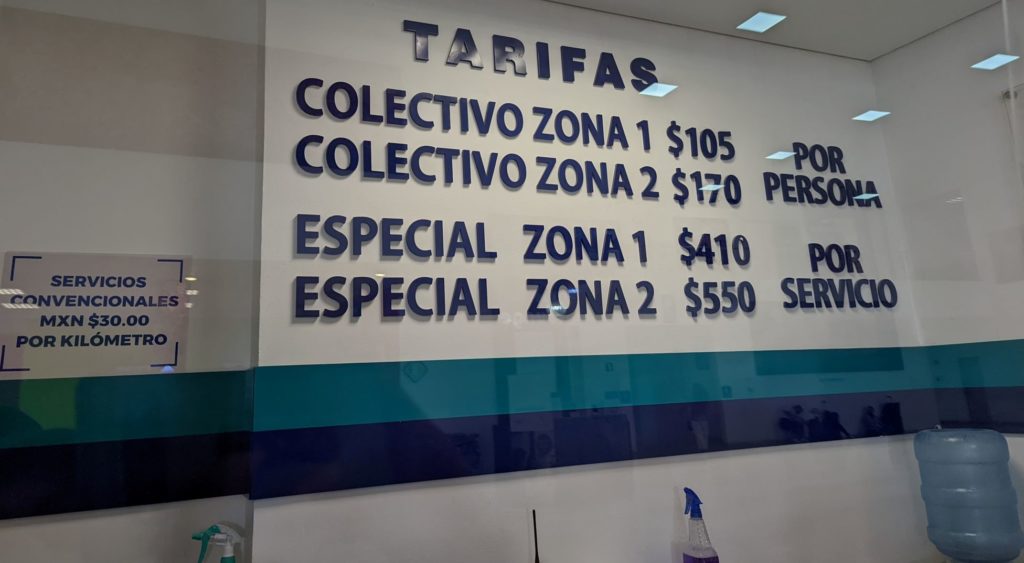 TARIFAS
COLECTIVO ZONA 1 $105
COLECTIVO ZONA 2 $170
POR
PERSONA
ESPECIAL ZONA 1 $410
ESPECIAL ZONA 2 $550
POR
SERVICIO
SERVICIOS
CONVENCIONALES
MXN $30.00
POR KILÓMETRO